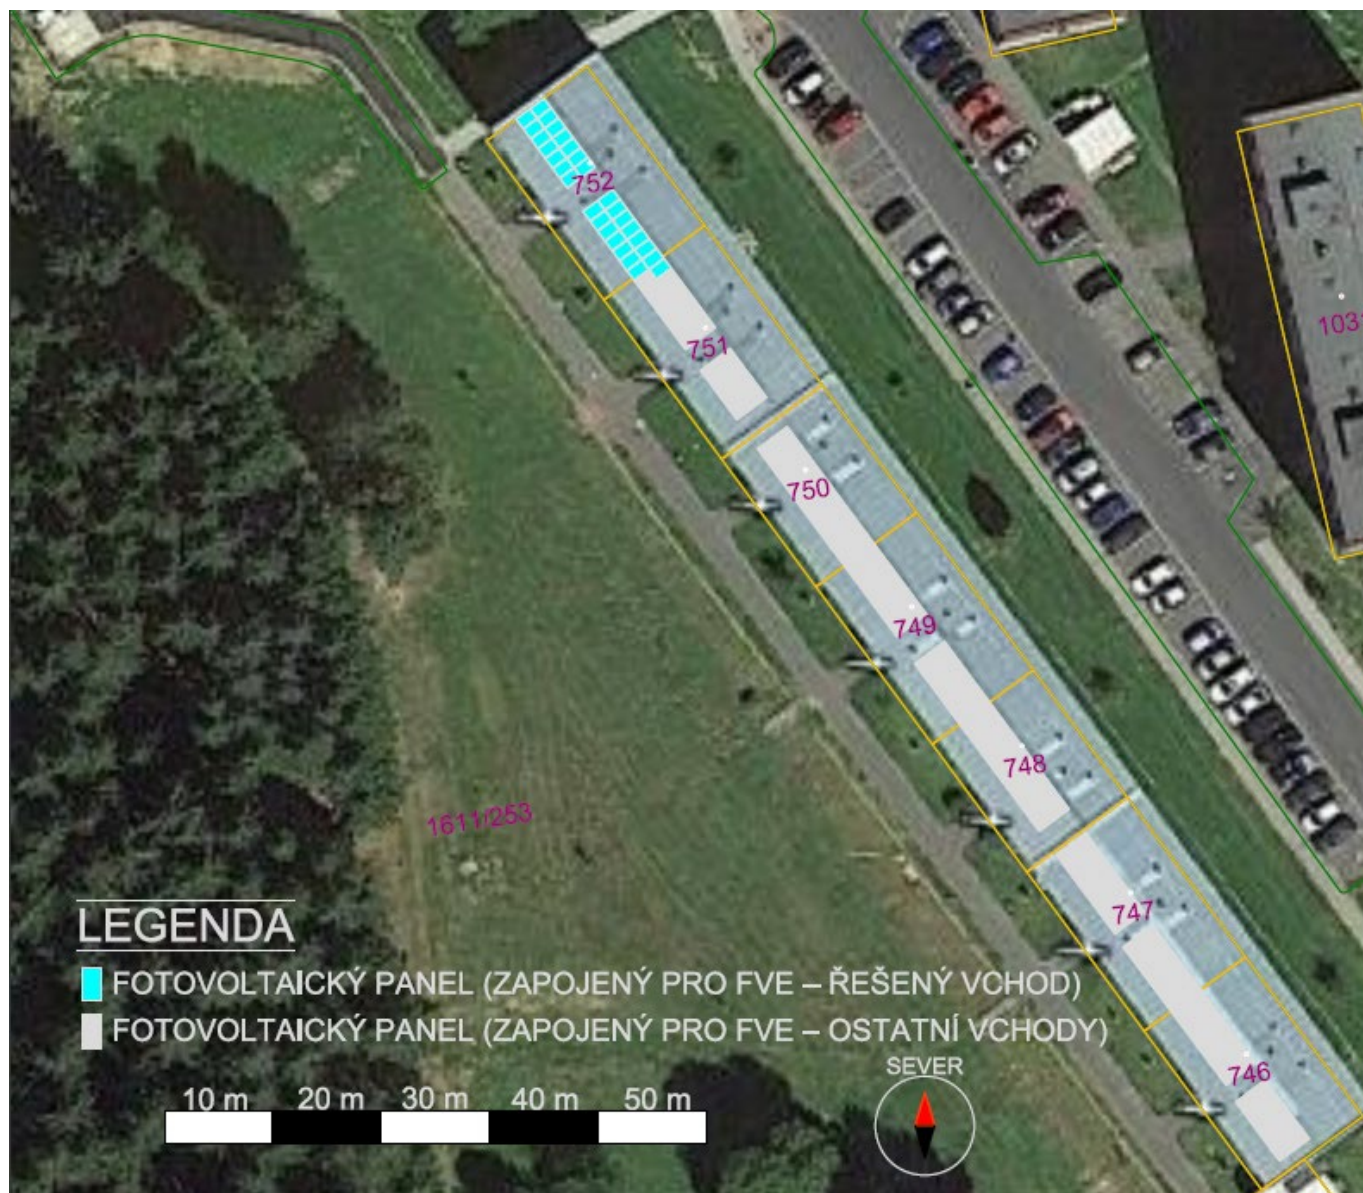 752
103
751
750
749
748
1611/253
747
LEGENDA
FOTOVOLTAICKÝ PANEL (ZAPOJENÝ PRO FVE – ŘEŠENÝ VCHOD)
FOTOVOLTAICKÝ PANEL (ZAPOJENÝ PRO FVE – OSTATNÍ VCHODY)
SEVER
746
10 m 20 m 30 m 40 m 50 m